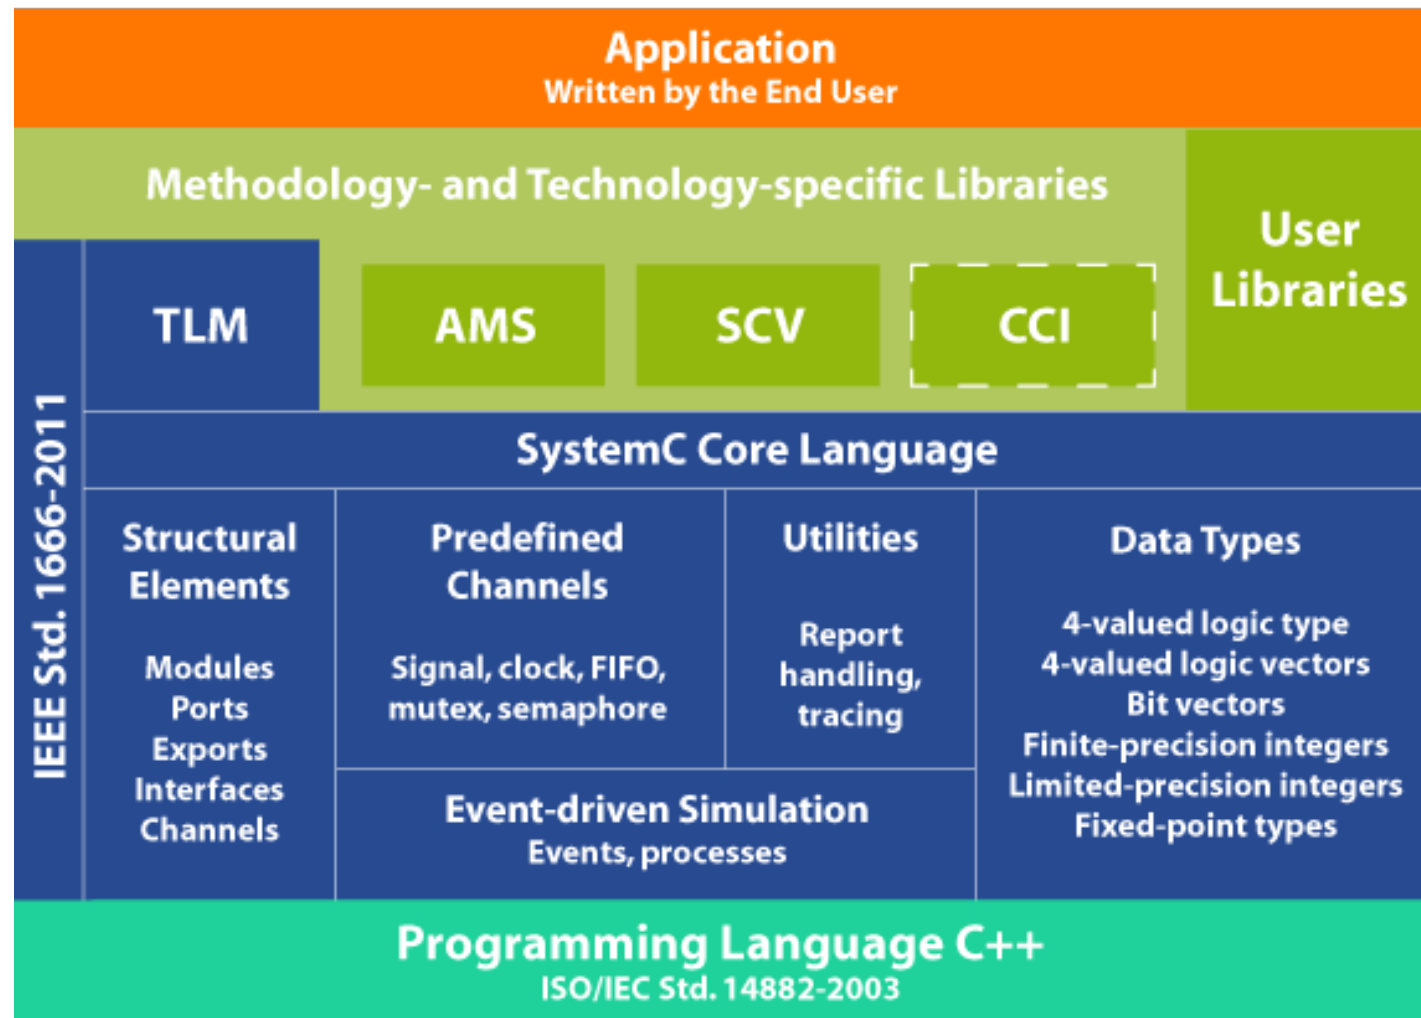 Application
Written by the End User
Methodology- and Technology-specific Libraries
User
Libraries
TLM
AMS
SCV
CCI
IEEE Std. 1666-2011
SystemC Core Language
Structural
Elements
Modules
Ports
Exports
Interfaces
Channels
Predefined
Channels
Signal, clock, FIFO,
mutex, semaphore
Utilities
Report
handling,
tracing
Data Types
4-valued logic type
4-valued logic vectors
Bit vectors
Finite-precision integers
Limited-precision integers
Fixed-point types
Event-driven Simulation
Events, processes
Programming Language C++
ISO/IEC Std. 14882-2003